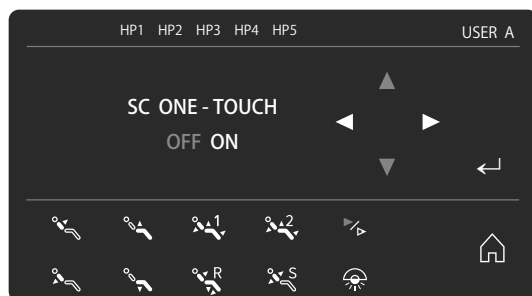 HP1 HP2 HP3 HP4 HP5 USER A
SC ONE - TOUCH
OFF ON
1 2
R S